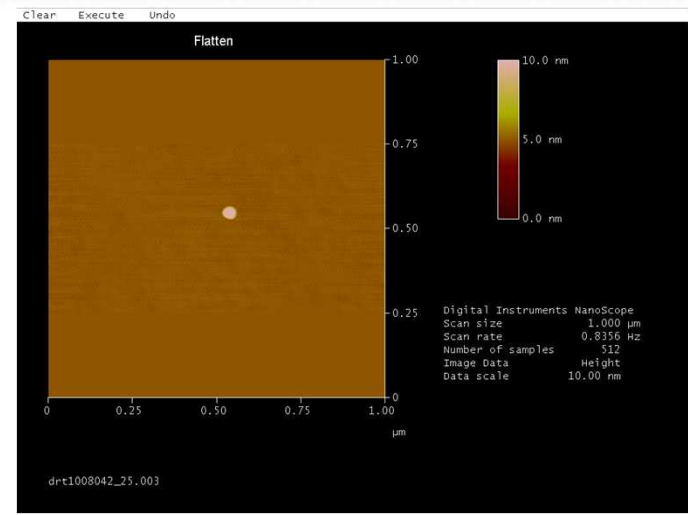 Clear Execute Undo
Flatten
1.00
0.75
0.50
0.25
0
0 0.25 0.50 0.75 1.00
µm
10.0 nm
5.0 nm
0.0 nm
Digital Instruments NanoScope
Scan size 1.000 µm
Scan rate 0.8356 Hz
Number of samples 512
Image Data Height
Data scale 10.00 nm
drt1008042_25.003